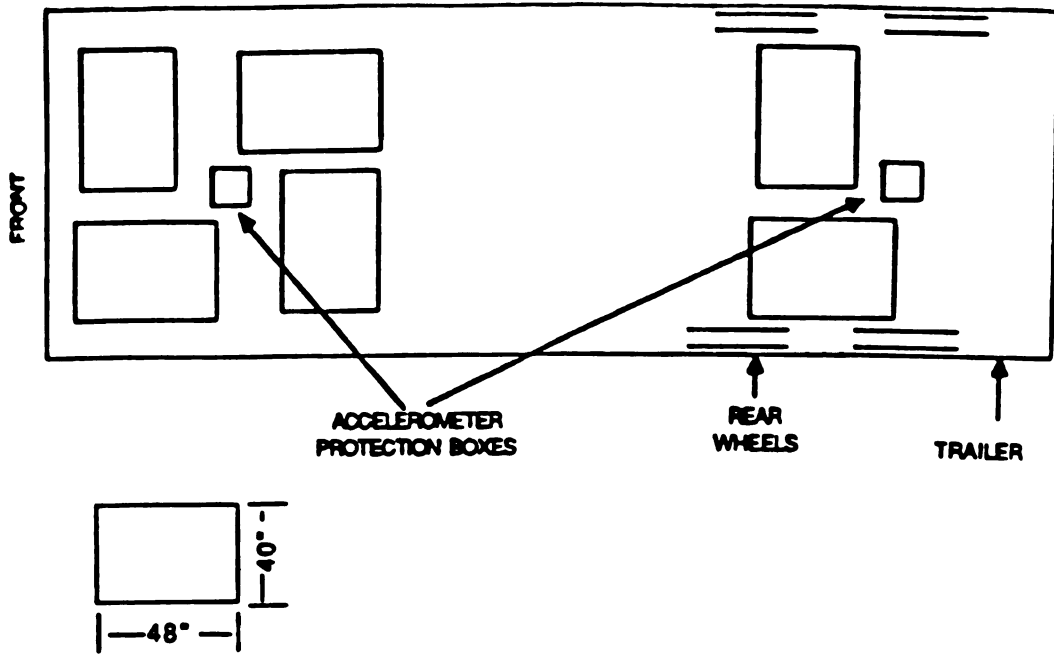 FRONT
ACCELEROMETER
PROTECTION BOXES
REAR
WHEELS
TRAILER
40"
48"